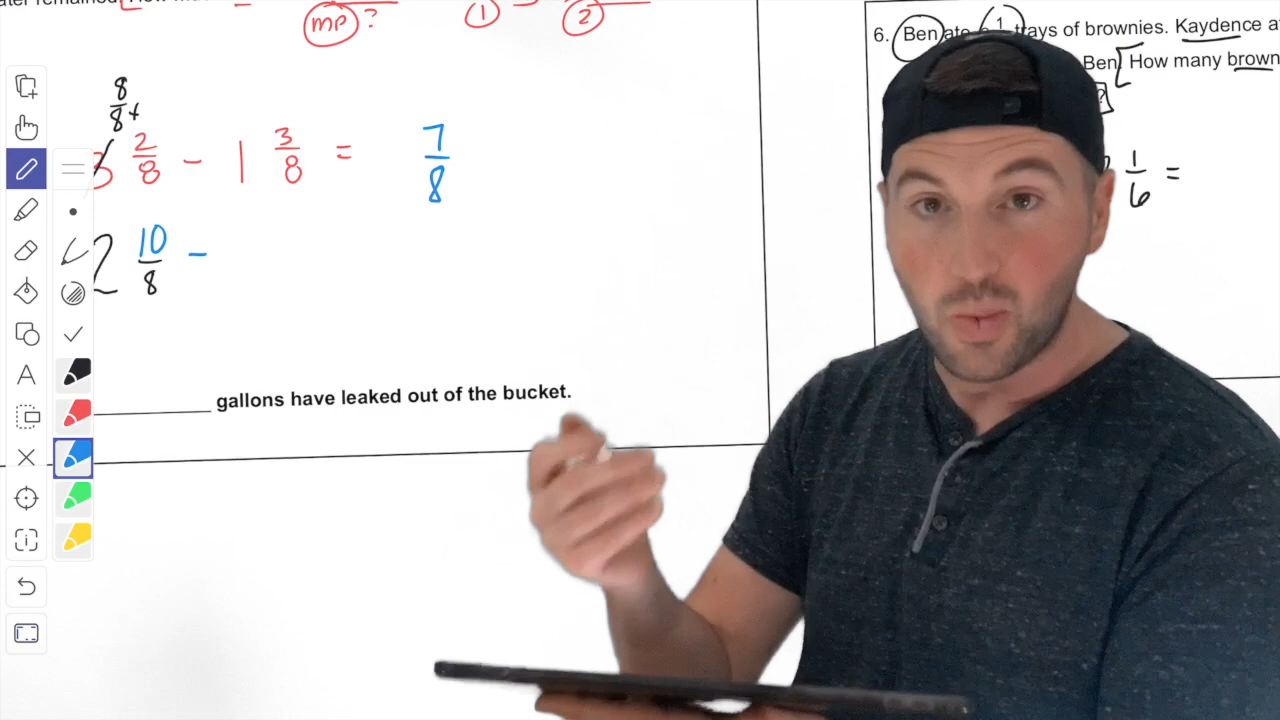 mp ? ① 2
6. Ben ate 1 trays of brownies. Kaydence a
Ben. How many brown
?
8/8 +
3 2/8 - 1 3/8 = 7/8
1/6 =
2 10/8 -
A
gallons have leaked out of the bucket.